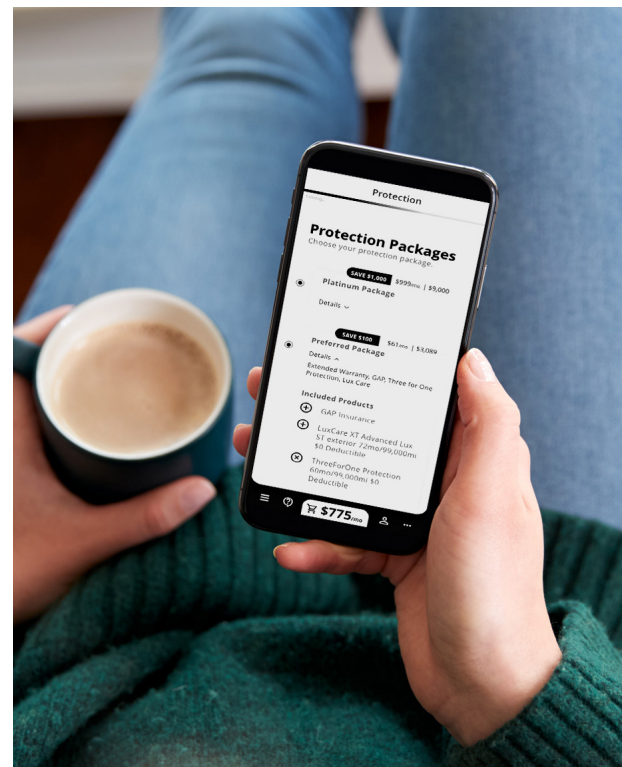 Protection
Protection Packages
Choose your protection package.
SAVE $1,000 $999/mo. | $9,000
Platinum Package
Details
SAVE $100 $61/mo | $3,089
Preferred Package
Details
Extended Warranty, GAP, Three for One
Protection, Lux Care
Included Products
GAP Insurance
LuxCare XT Advanced Lux
S1 exterior 72mo/99,000mi
$0 Deductible
ThreeForOne Protection
60mo/99,000mi $0
Deductible
$775/mo